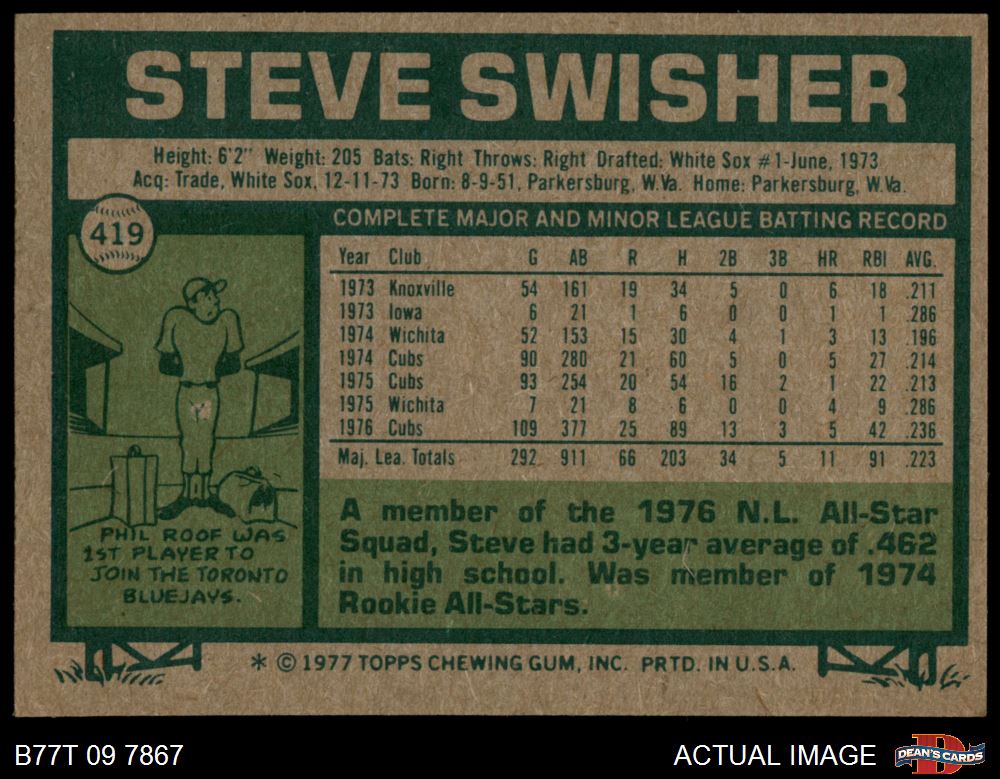 STEVE SWISHER
Height: 6'2" Weight: 205 Bats: Right Throws: Right Drafted: White Sox #1-June, 1973
Acq: Trade, White Sox, 12-11-73 Born: 8-9-51, Parkersburg, W.Va. Home: Parkersburg, W.Va.
419
COMPLETE MAJOR AND MINOR LEAGUE BATTING RECORD
Year Club G AB R H 2B 3B HR RBI AVG.
1973 Knoxville 54 161 19 34 5 0 6 18 .211
1973 Iowa 6 21 1 6 0 0 1 1 .286
1974 Wichita 52 153 15 30 4 1 3 13 .196
1974 Cubs 90 280 21 60 5 0 5 27 .214
1975 Cubs 93 254 20 54 16 2 1 22 .213
1975 Wichita 7 21 8 6 0 0 4 9 .286
1976 Cubs 109 377 25 89 13 3 5 42 .236
Maj. Lea. Totals 292 911 66 203 34 5 11 91 .223
PHIL ROOF WAS
1ST PLAYER TO
JOIN THE TORONTO
BLUEJAYS.
A member of the 1976 N.L. All-Star
Squad, Steve had 3-year average of .462
in high school. Was member of 1974
Rookie All-Stars.
* © 1977 TOPPS CHEWING GUM, INC. PRTD. IN U.S.A.
B77T 09 7867
ACTUAL IMAGE
D
DEAN'S CARDS